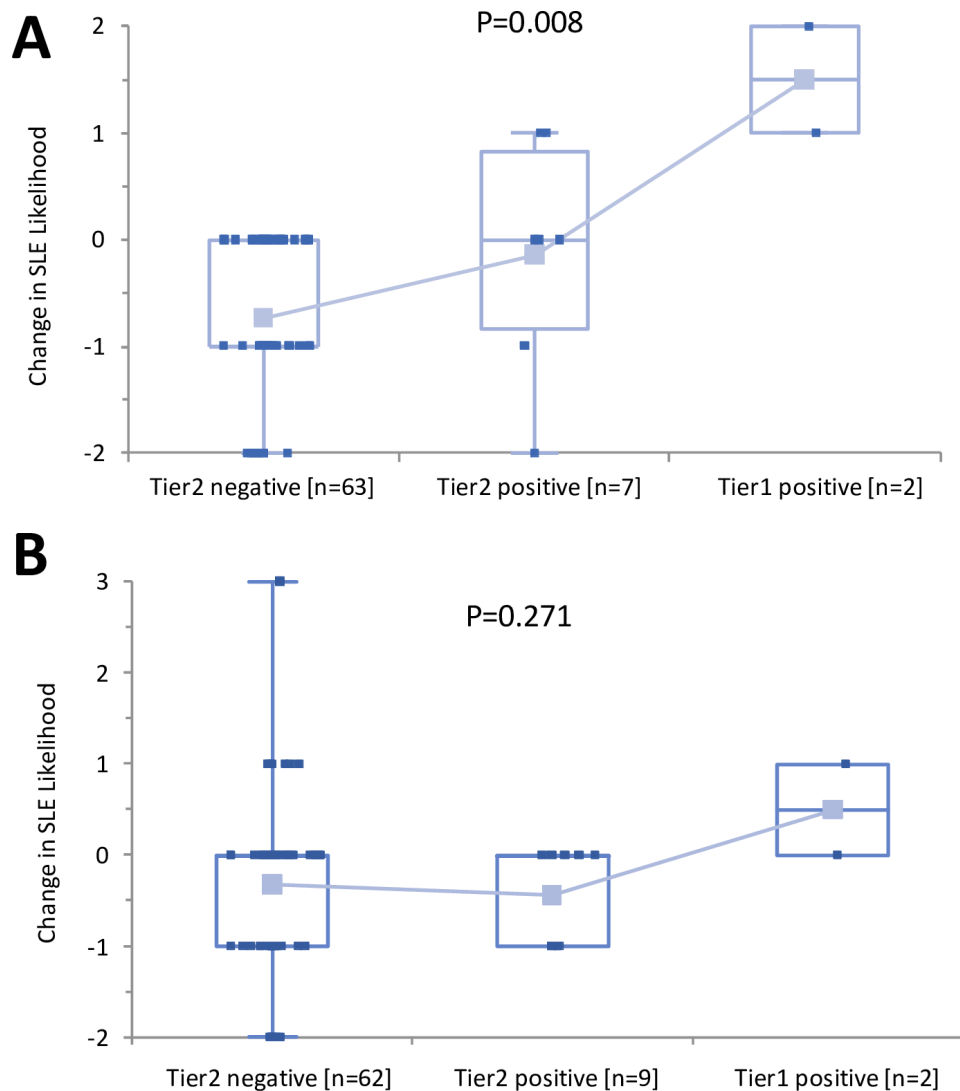 A
P=0.008
Change in SLE Likelihood
2
1
0
-1
-2
Tier2 negative [n=63] Tier2 positive [n=7] Tier1 positive [n=2]
B
P=0.271
Change in SLE Likelihood
3
2
1
0
-1
-2
Tier2 negative [n=62] Tier2 positive [n=9] Tier1 positive [n=2]